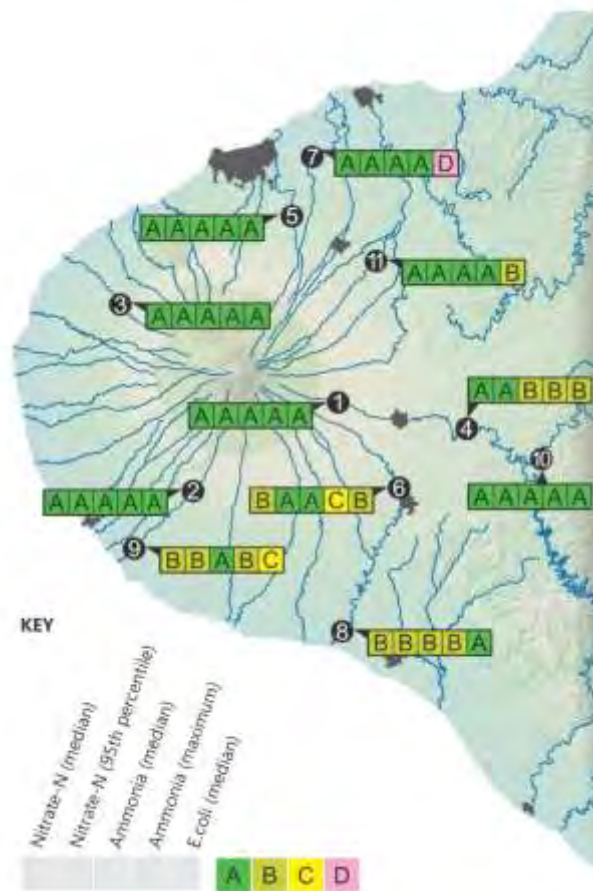 7 A A A A D
A A A A A 5
11 A A A A B
3 A A A A A
A A B B B
4
A A A A A 1
10
A A A A A
A A A A A 2
B A A C B 6
9 B B A B C
8 B B B B A
KEY
Nitrate-N (median)
Nitrate-N (95th percentile)
Ammonia (median)
Ammonia (maximum)
E.coli (median)
A B C D